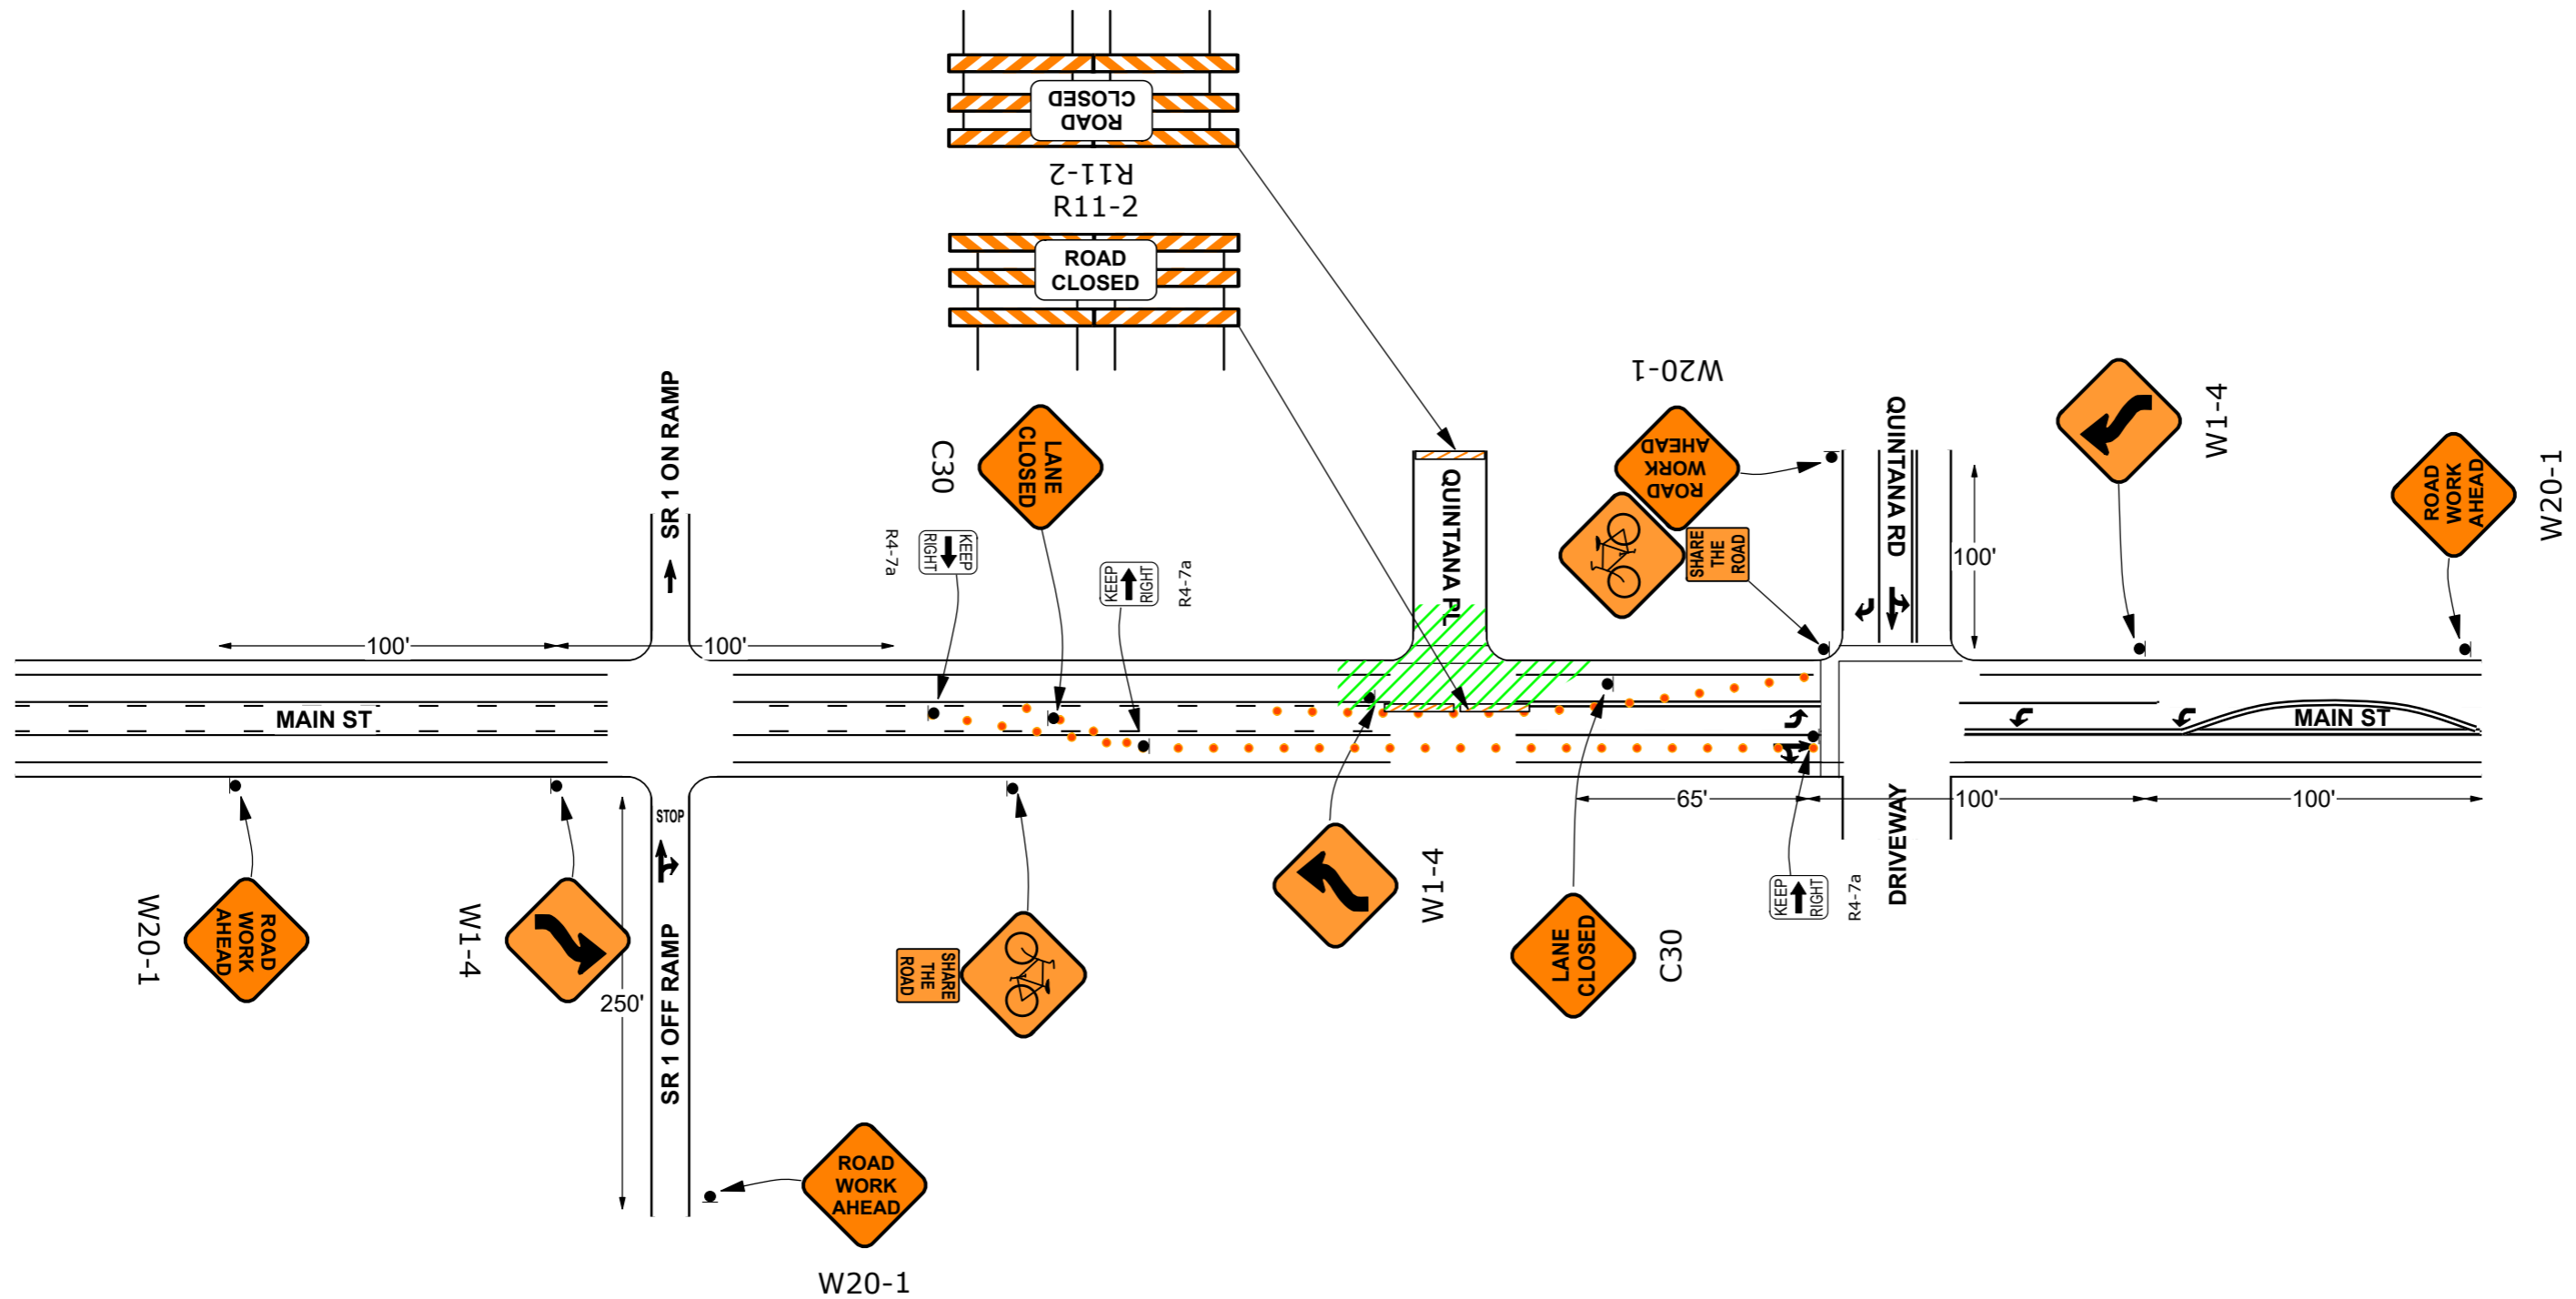 ROAD
CLOSED
R11-2
R11-2
ROAD
CLOSED
W20-1
ROAD
WORK
AHEAD
SHARE
THE
ROAD
QUINTANA RD
100'
W1-4
ROAD
WORK
AHEAD
W20-1
SR 1 ON RAMP
C30
LANE
CLOSED
R4-7a
KEEP
RIGHT
KEEP
RIGHT
R4-7a
QUINTANA PL
100'
100'
MAIN ST
MAIN ST
65'
100'
100'
STOP
DRIVEWAY
W20-1
ROAD
WORK
AHEAD
W1-4
250'
SR 1 OFF RAMP
SHARE
THE
ROAD
W1-4
LANE
CLOSED
C30
KEEP
RIGHT
R4-7a
ROAD
WORK
AHEAD
W20-1